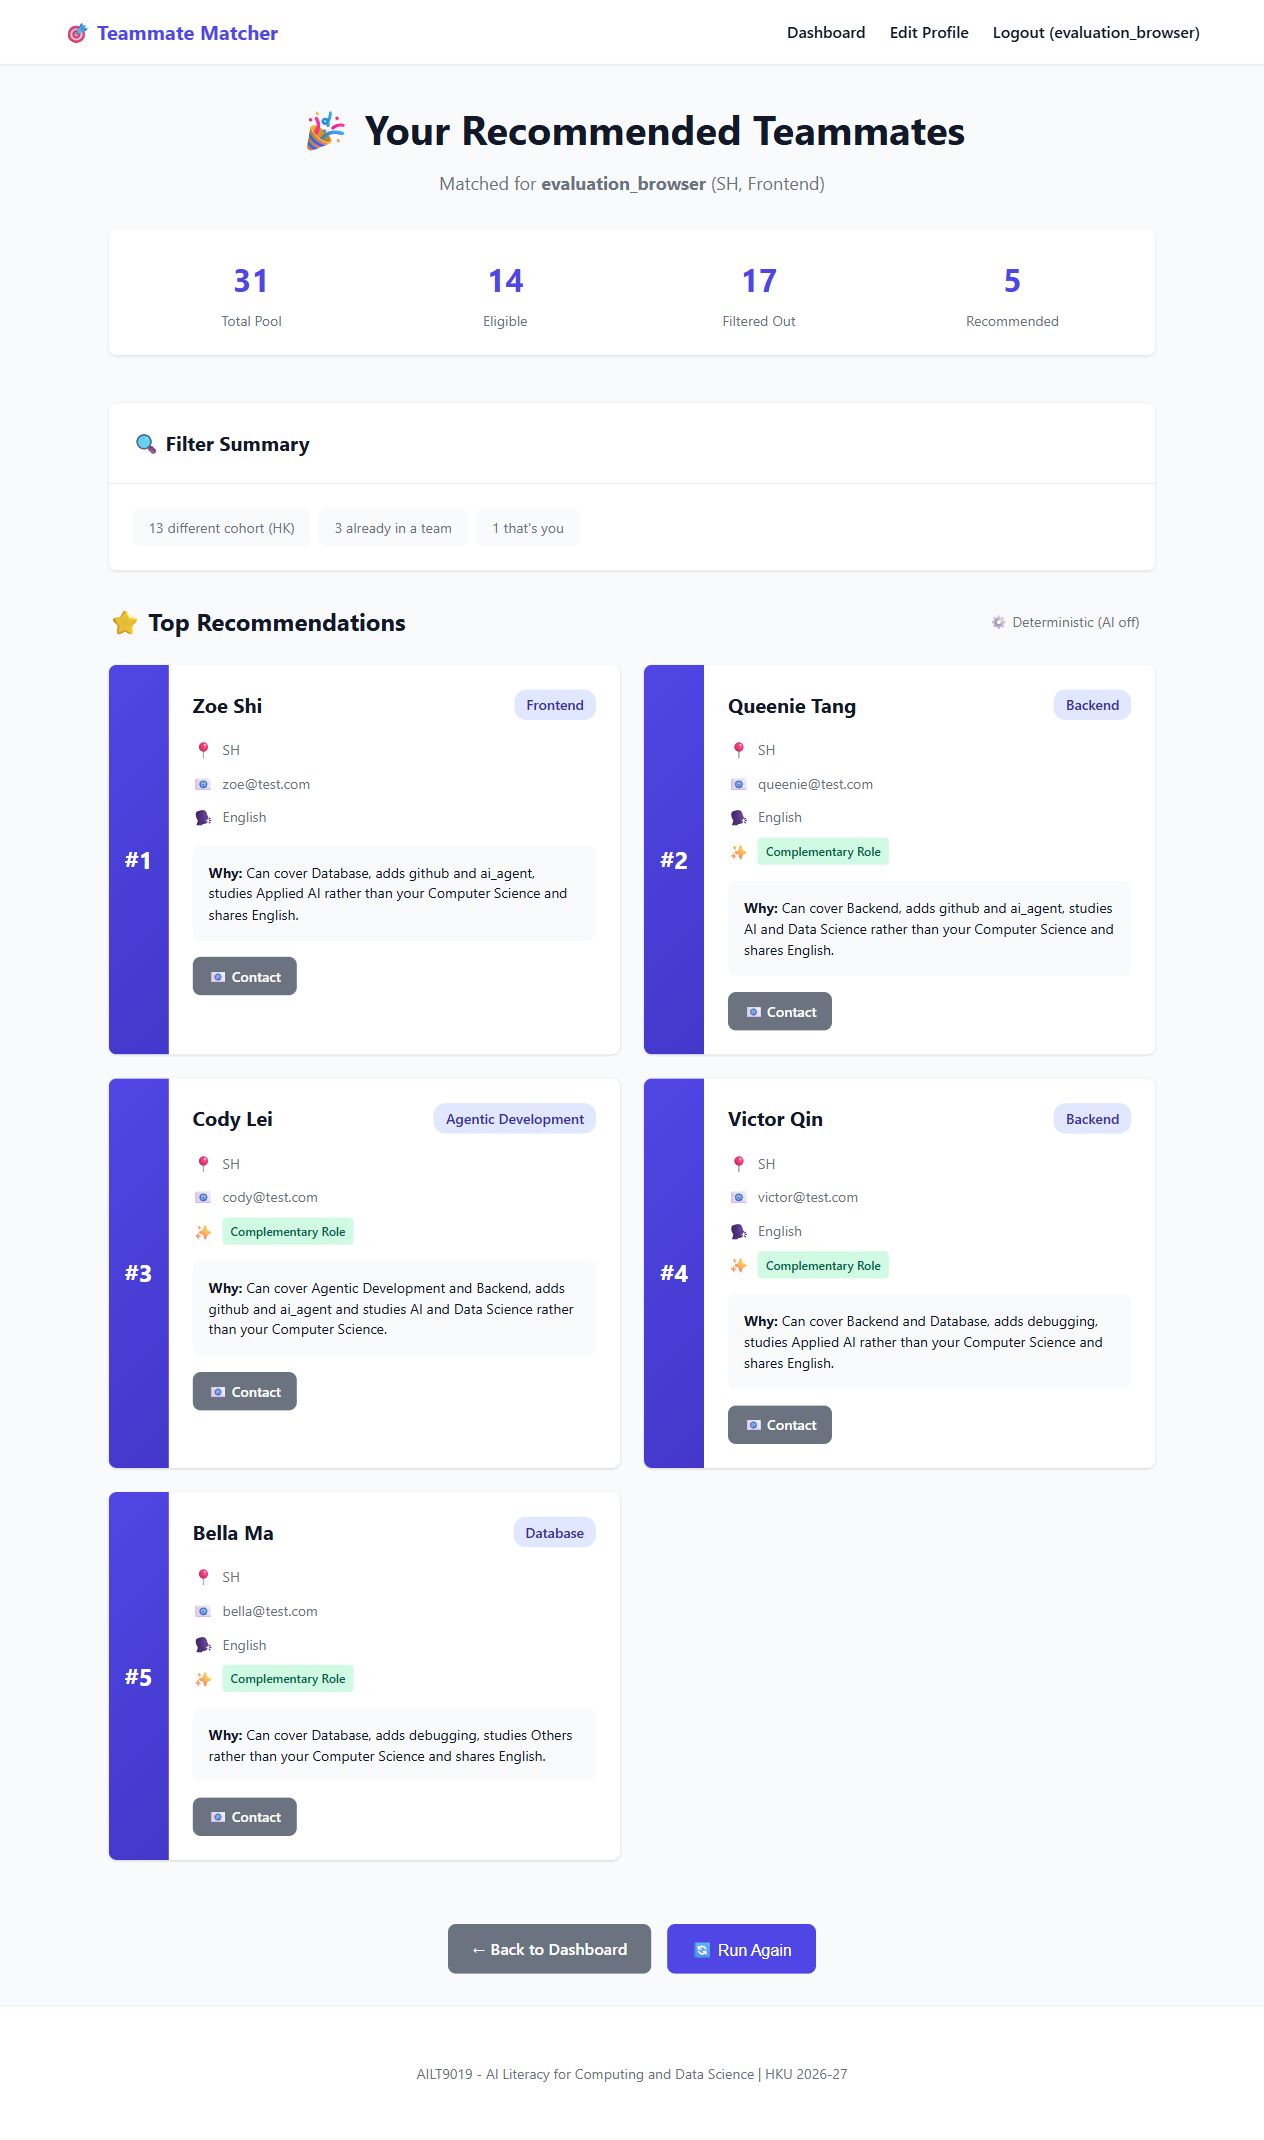 Teammate Matcher
Dashboard
Edit Profile
Logout (evaluation_browser)
Your Recommended Teammates
Matched for evaluation_browser (SH, Frontend)
31
Total Pool
14
Eligible
17
Filtered Out
5
Recommended
Filter Summary
13 different cohort (HK)
3 already in a team
1 that's you
Top Recommendations
Deterministic (AI off)
#1
Zoe Shi
Frontend
SH
zoe@test.com
English
Why: Can cover Database, adds github and ai_agent,
studies Applied AI rather than your Computer Science and
shares English.
Contact
#2
Queenie Tang
Backend
SH
queenie@test.com
English
Complementary Role
Why: Can cover Backend, adds github and ai_agent, studies
AI and Data Science rather than your Computer Science and
shares English.
Contact
#3
Cody Lei
Agentic Development
SH
cody@test.com
Complementary Role
Why: Can cover Agentic Development and Backend, adds
github and ai_agent and studies AI and Data Science rather
than your Computer Science.
Contact
#4
Victor Qin
Backend
SH
victor@test.com
English
Complementary Role
Why: Can cover Backend and Database, adds debugging,
studies Applied AI rather than your Computer Science and
shares English.
Contact
#5
Bella Ma
Database
SH
bella@test.com
English
Complementary Role
Why: Can cover Database, adds debugging, studies Others
rather than your Computer Science and shares English.
Contact
← Back to Dashboard
Run Again
AILT9019 - AI Literacy for Computing and Data Science | HKU 2026-27